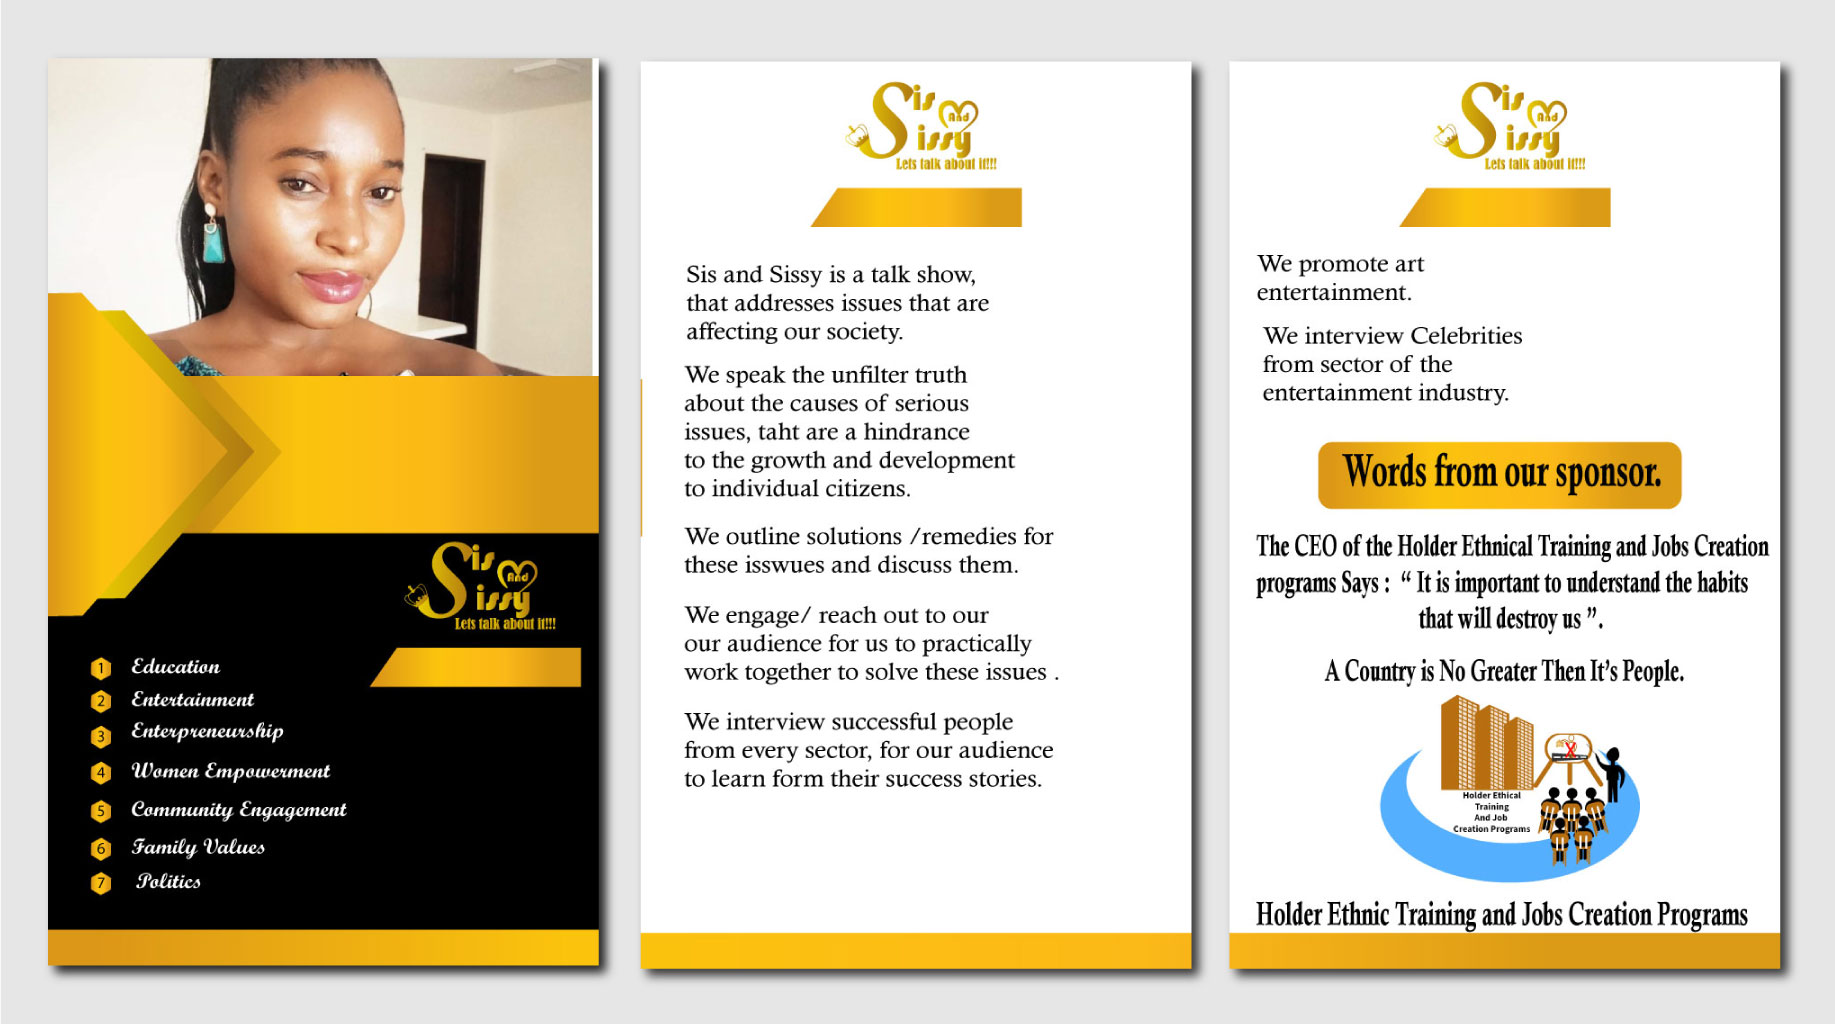 Sis
And
Sissy
Lets talk about it!!!
1 Education
2 Entertainment
3 Enterpreneurship
4 Women Empowerment
5 Community Engagement
6 Family Values
7 Politics
Sis
And
Sissy
Lets talk about it!!!
Sis and Sissy is a talk show,
that addresses issues that are
affecting our society.
We speak the unfilter truth
about the causes of serious
issues, taht are a hindrance
to the growth and development
to individual citizens.
We outline solutions /remedies for
these isswues and discuss them.
We engage/ reach out to our
our audience for us to practically
work together to solve these issues .
We interview successful people
from every sector, for our audience
to learn form their success stories.
Sis
And
Sissy
Lets talk about it!!!
We promote art
entertainment.
We interview Celebrities
from sector of the
entertainment industry.
Words from our sponsor.
The CEO of the Holder Ethnical Training and Jobs Creation
programs Says : “ It is important to understand the habits
that will destroy us ”.
A Country is No Greater Then It’s People.
Holder Ethical
Training
And Job
Creation Programs
Holder Ethnic Training and Jobs Creation Programs